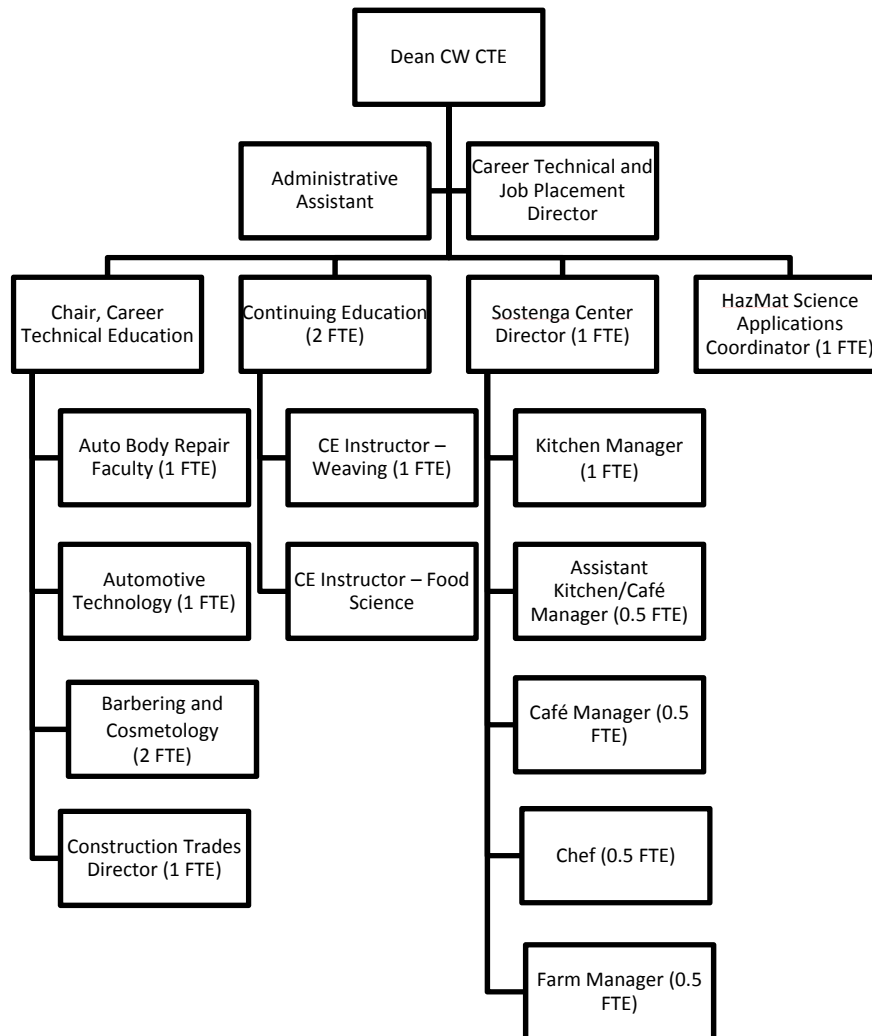 Dean CW CTE
Administrative
Assistant
Career Technical and
Job Placement
Director
Chair, Career
Technical Education
Continuing Education
(2 FTE)
Sostenga Center
Director (1 FTE)
HazMat Science
Applications
Coordinator (1 FTE)
Auto Body Repair
Faculty (1 FTE)
Automotive
Technology (1 FTE)
Barbering and
Cosmetology
(2 FTE)
Construction Trades
Director (1 FTE)
CE Instructor –
Weaving (1 FTE)
CE Instructor – Food
Science
Kitchen Manager
(1 FTE)
Assistant
Kitchen/Café
Manager (0.5 FTE)
Café Manager (0.5
FTE)
Chef (0.5 FTE)
Farm Manager (0.5
FTE)